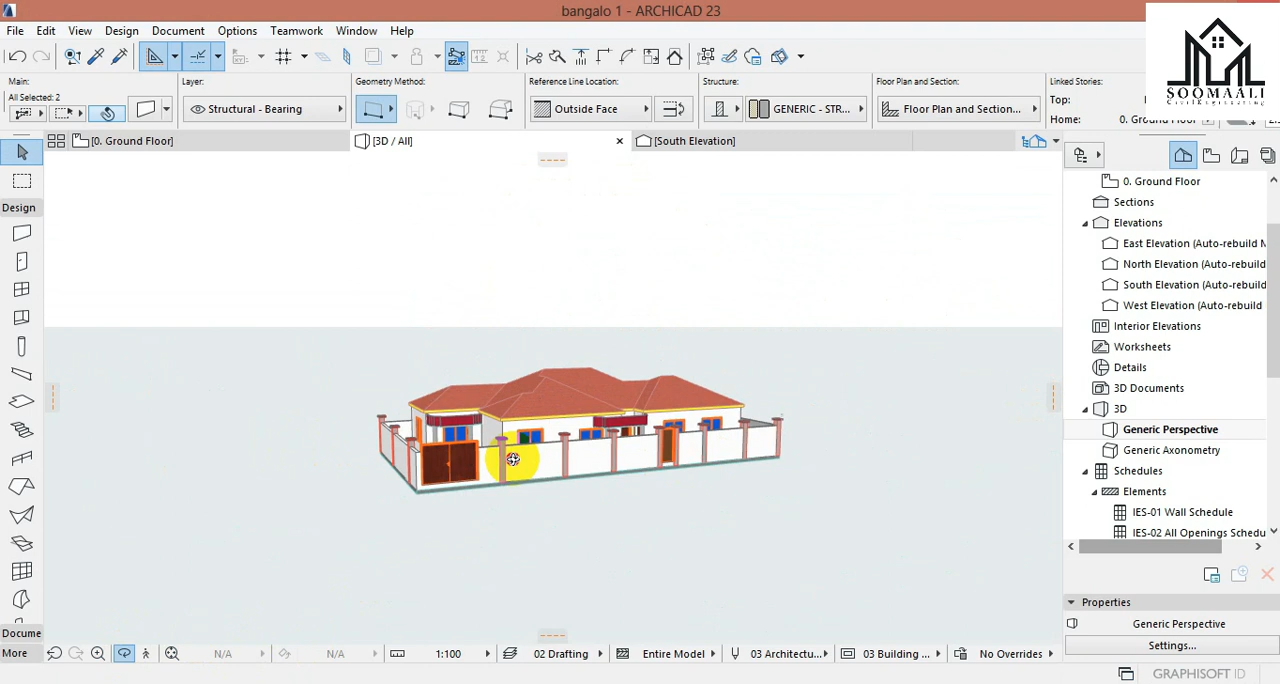 bangalo 1 - ARCHICAD 23
File Edit View Design Document Options Teamwork Window Help
SOOMAALI
Civil Engineering
Main:
All Selected: 2
Layer:
Structural - Bearing
Geometry Method:
Reference Line Location:
Outside Face
Structure:
GENERIC - STR...
Floor Plan and Section:
Floor Plan and Section...
Linked Stories:
Top:
Home: 0. Ground Floor
[0. Ground Floor]
[3D / All]
[South Elevation]
Design
Docume
More
0. Ground Floor
Sections
Elevations
East Elevation (Auto-rebuild M
North Elevation (Auto-rebuild
South Elevation (Auto-rebuild
West Elevation (Auto-rebuild
Interior Elevations
Worksheets
Details
3D Documents
3D
Generic Perspective
Generic Axonometry
Schedules
Elements
IES-01 Wall Schedule
IES-02 All Openings Schedu
Properties
Generic Perspective
Settings...
N/A N/A 1:100 02 Drafting Entire Model 03 Architectu... 03 Building ... No Overrides
GRAPHISOFT ID